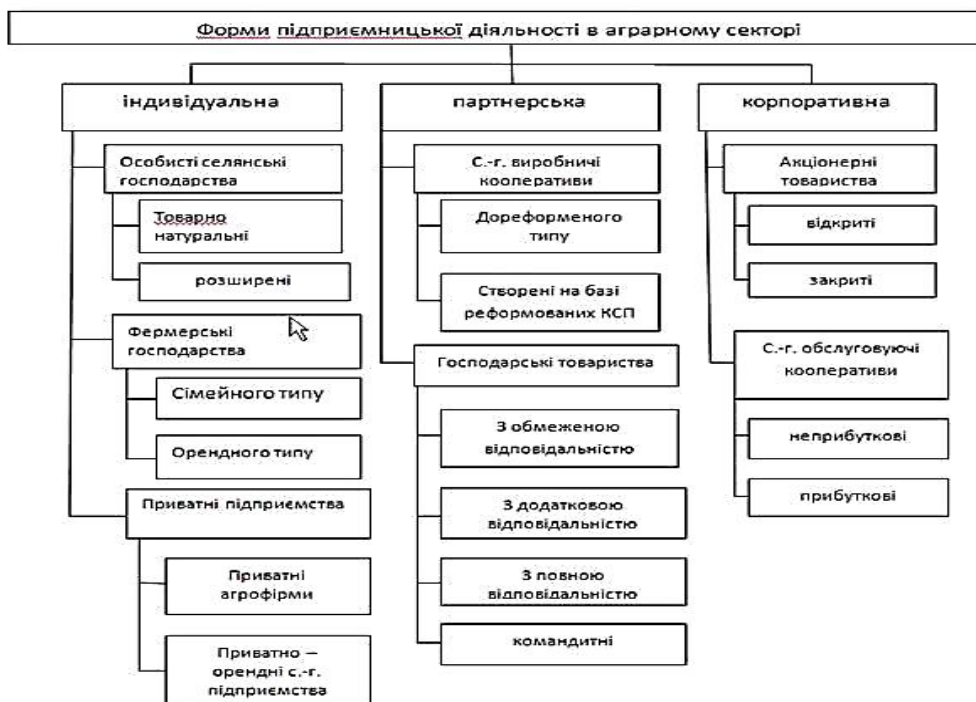 Форми підприємницької діяльності в аграрному секторі
індивідуальна
Особисті селянські
господарства
Товарно
натуральні
розширені
Фермерські
господарства
Сімейного типу
Орендного типу
Приватні підприємства
Приватні
агрофірми
Приватно –
орендні с.-г.
підприємства
партнерська
С.-г. виробничі
кооперативи
Дореформеного
типу
Створені на базі
реформованих КСП
Господарські товариства
З обмеженою
відповідальністю
З додатковою
відповідальністю
З повною
відповідальністю
командитні
корпоративна
Акціонерні
товариства
відкриті
закриті
С.-г. обслуговуючі
кооперативи
неприбуткові
прибуткові